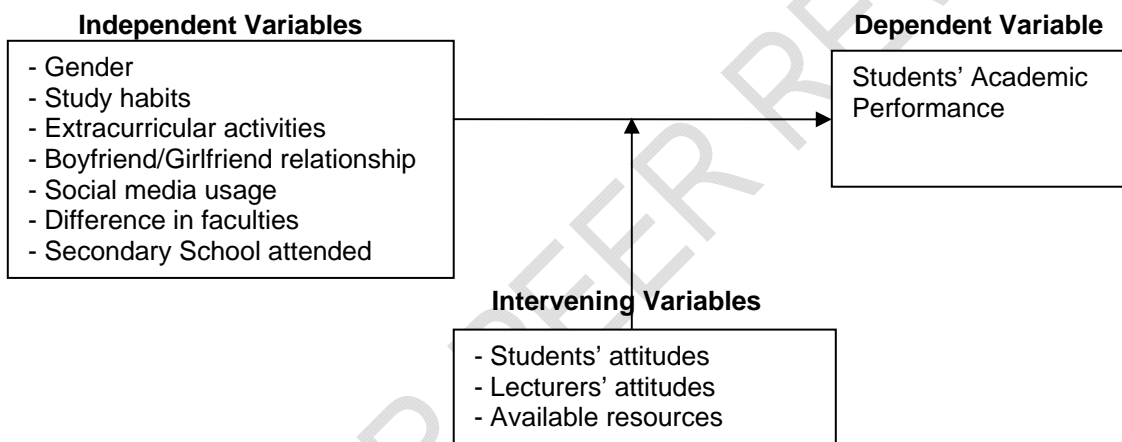 Independent Variables
- Gender
- Study habits
- Extracurricular activities
- Boyfriend/Girlfriend relationship
- Social media usage
- Difference in faculties
- Secondary School attended
Dependent Variable
Students’ Academic
Performance
Intervening Variables
- Students’ attitudes
- Lecturers’ attitudes
- Available resources
PEER